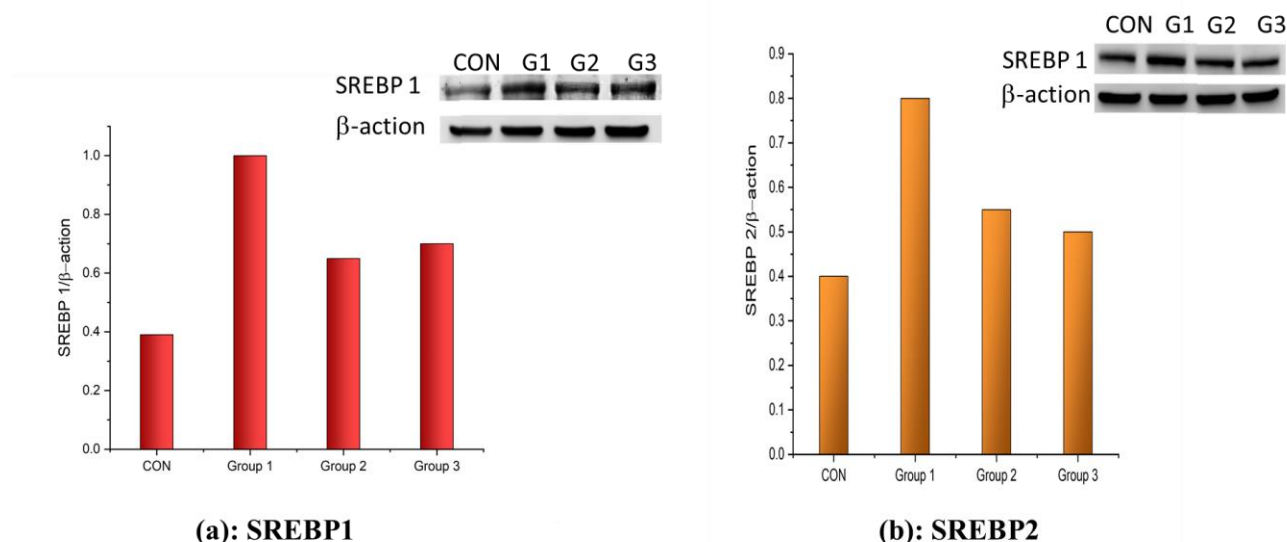 CON G1 G2 G3
SREBP 1
β-action
1.0
0.8
0.6
0.4
0.2
0.0
SREBP 1/β–action
CON Group 1 Group 2 Group 3
(a): SREBP1
CON G1 G2 G3
SREBP 1
β-action
0.9
0.8
0.7
0.6
0.5
0.4
0.3
0.2
0.1
0.0
SREBP 2/β–action
CON Group 1 Group 2 Group 3
(b): SREBP2